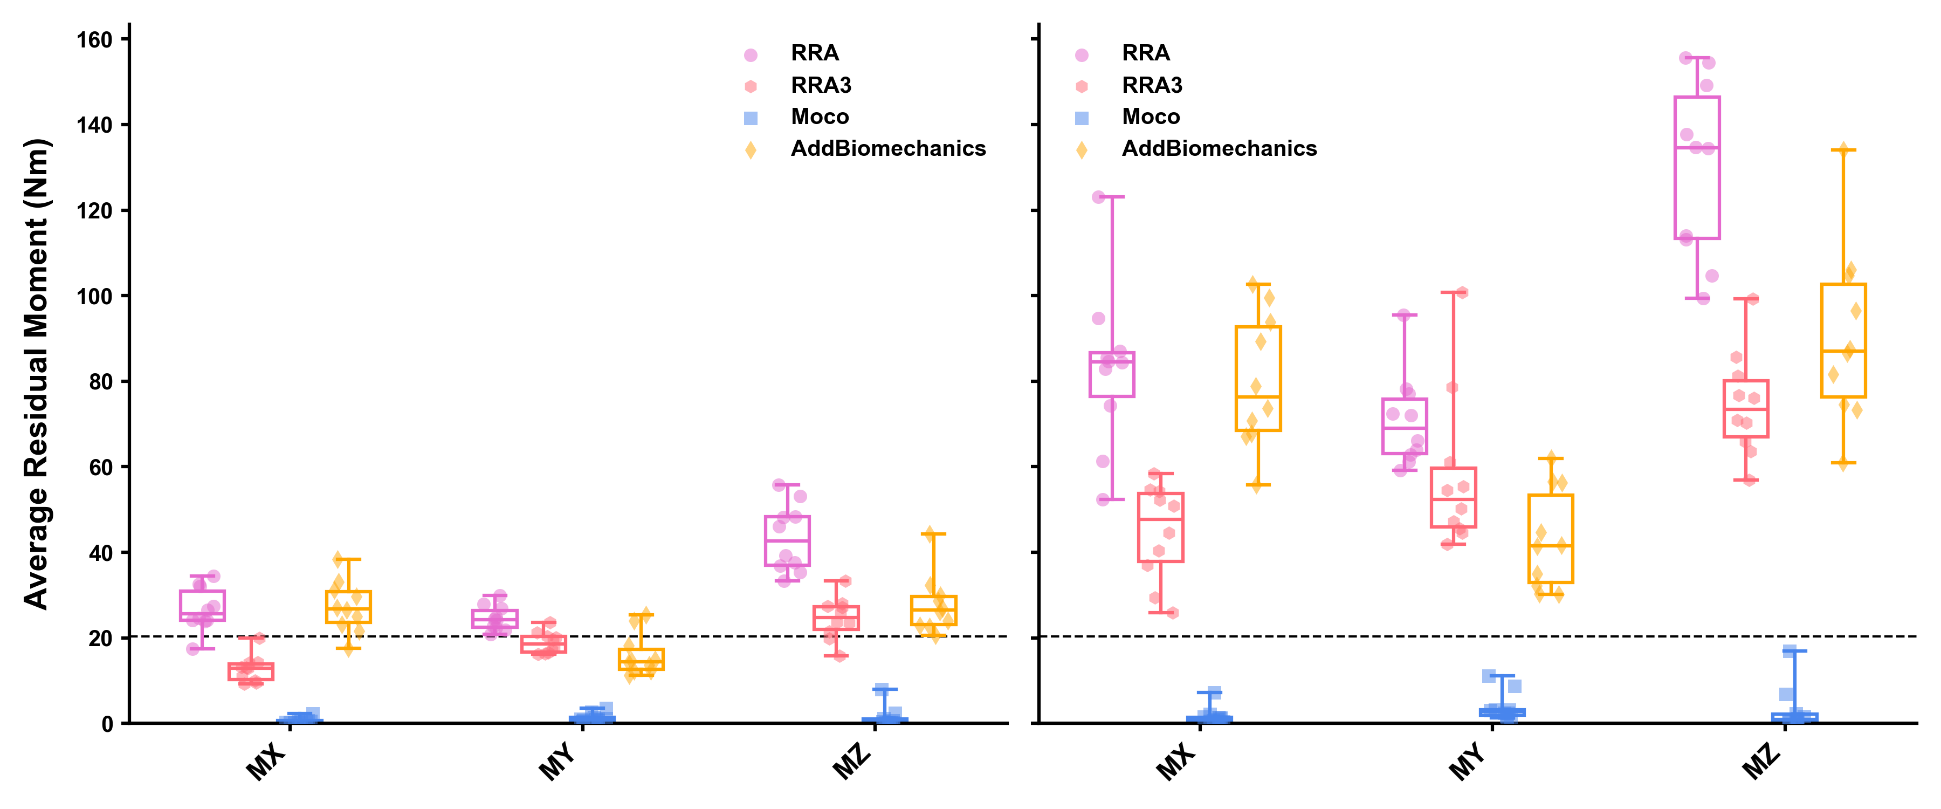 Average Residual Moment (Nm)
160
140
120
100
80
60
40
20
0
RRA
RRA3
Moco
AddBiomechanics
MX
MY
MZ
RRA
RRA3
Moco
AddBiomechanics
MX
MY
MZ